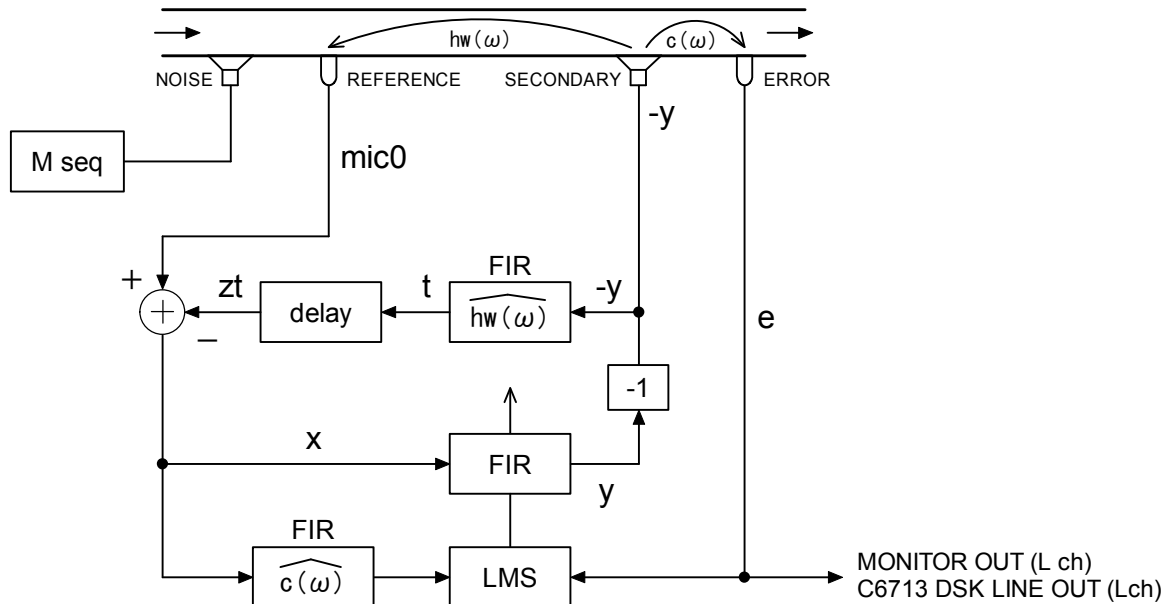 hw(ω)
c(ω)
NOISE
REFERENCE
SECONDARY
ERROR
-y
M seq
mic0
FIR
+
zt
delay
t
hw(ω)
-y
+
−
e
-1
x
FIR
y
FIR
c(ω)
LMS
MONITOR OUT (L ch)
C6713 DSK LINE OUT (Lch)